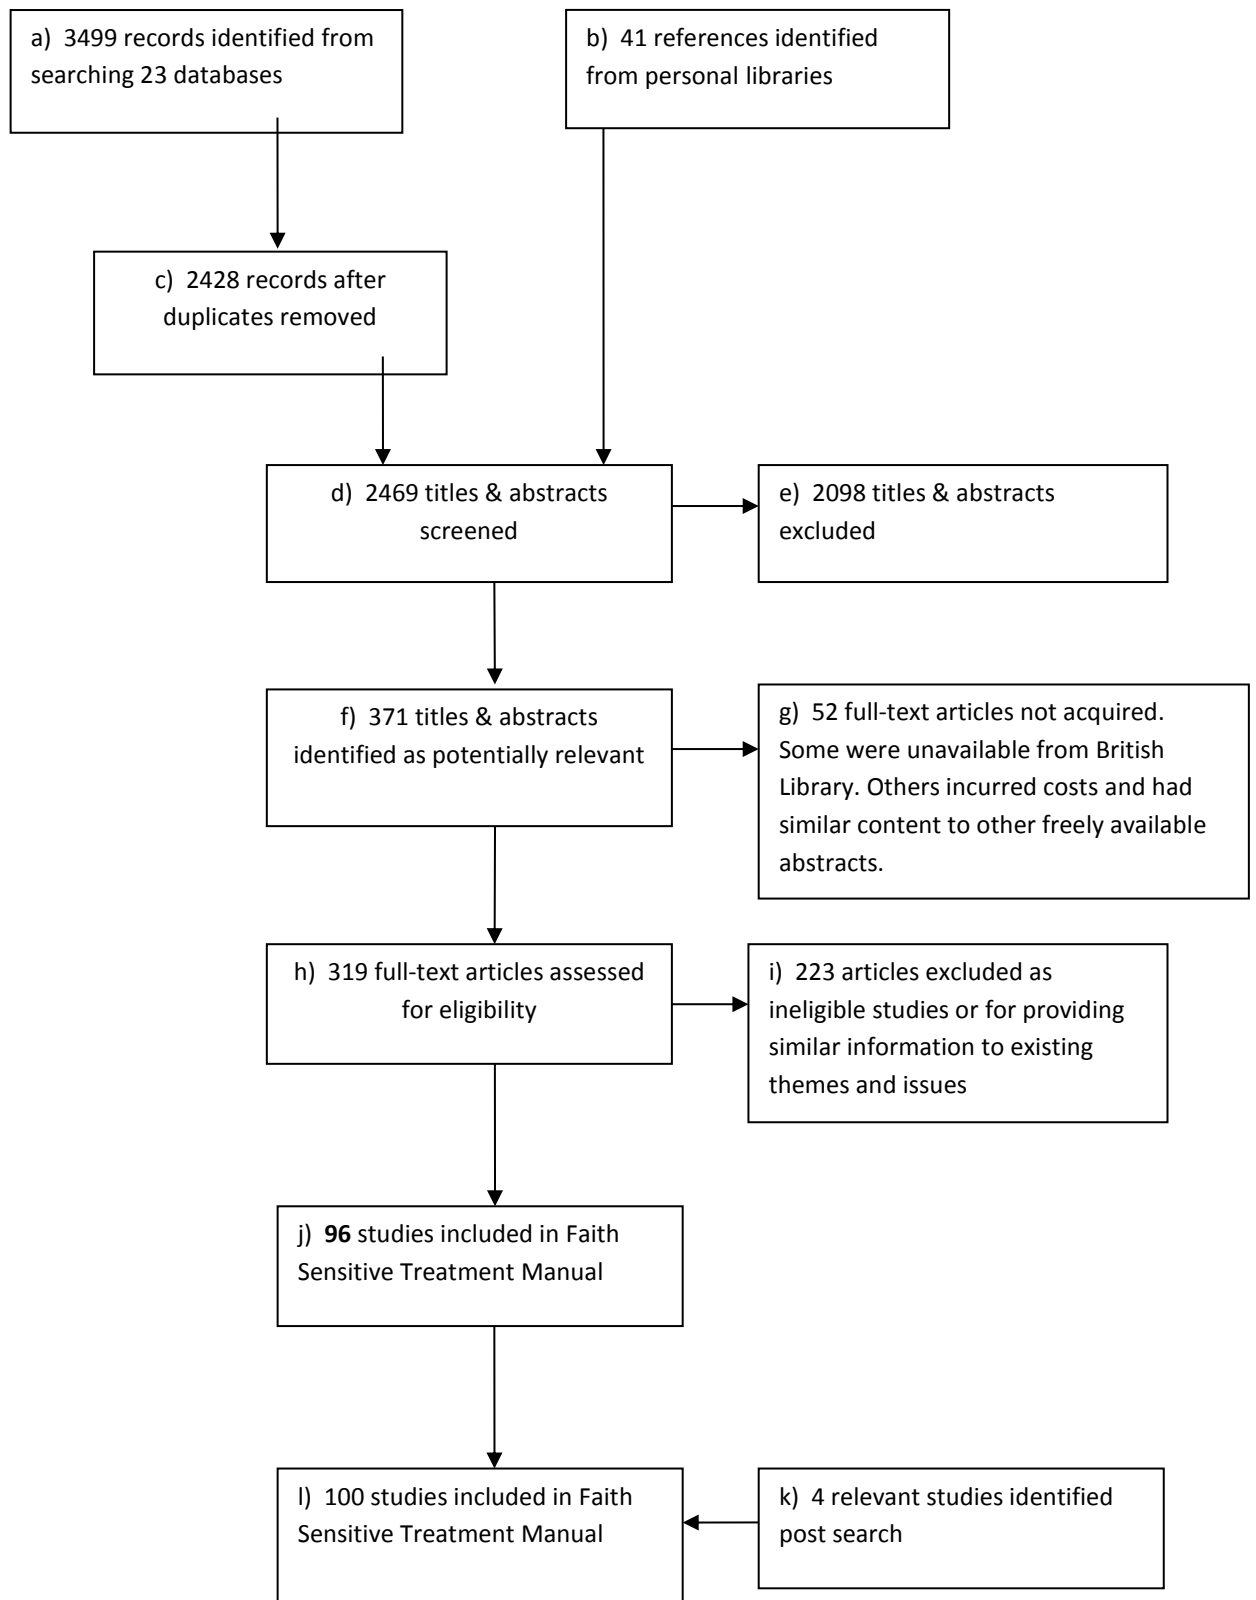 a) 3499 records identified from
searching 23 databases
b) 41 references identified
from personal libraries
c) 2428 records after
duplicates removed
d) 2469 titles & abstracts
screened
e) 2098 titles & abstracts
excluded
f) 371 titles & abstracts
identified as potentially relevant
g) 52 full-text articles not acquired.
Some were unavailable from British
Library. Others incurred costs and had
similar content to other freely available
abstracts.
h) 319 full-text articles assessed
for eligibility
i) 223 articles excluded as
ineligible studies or for providing
similar information to existing
themes and issues
j) 96 studies included in Faith
Sensitive Treatment Manual
l) 100 studies included in Faith
Sensitive Treatment Manual
k) 4 relevant studies identified
post search